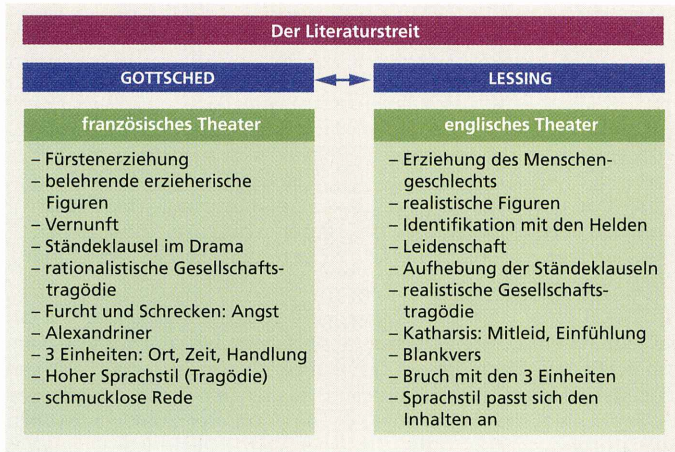 Der Literaturstreit
GOTTSCHED
französisches Theater
– Fürstenerziehung
– belehrende erzieherische
Figuren
– Vernunft
– Ständeklausel im Drama
– rationalistische Gesellschafts-
tragödie
– Furcht und Schrecken: Angst
– Alexandriner
– 3 Einheiten: Ort, Zeit, Handlung
– Hoher Sprachstil (Tragödie)
– schmucklose Rede
LESSING
englisches Theater
– Erziehung des Menschen-
geschlechts
– realistische Figuren
– Identifikation mit den Helden
– Leidenschaft
– Aufhebung der Ständeklauseln
– realistische Gesellschafts-
tragödie
– Katharsis: Mitleid, Einfühlung
– Blankvers
– Bruch mit den 3 Einheiten
– Sprachstil passt sich den
Inhalten an